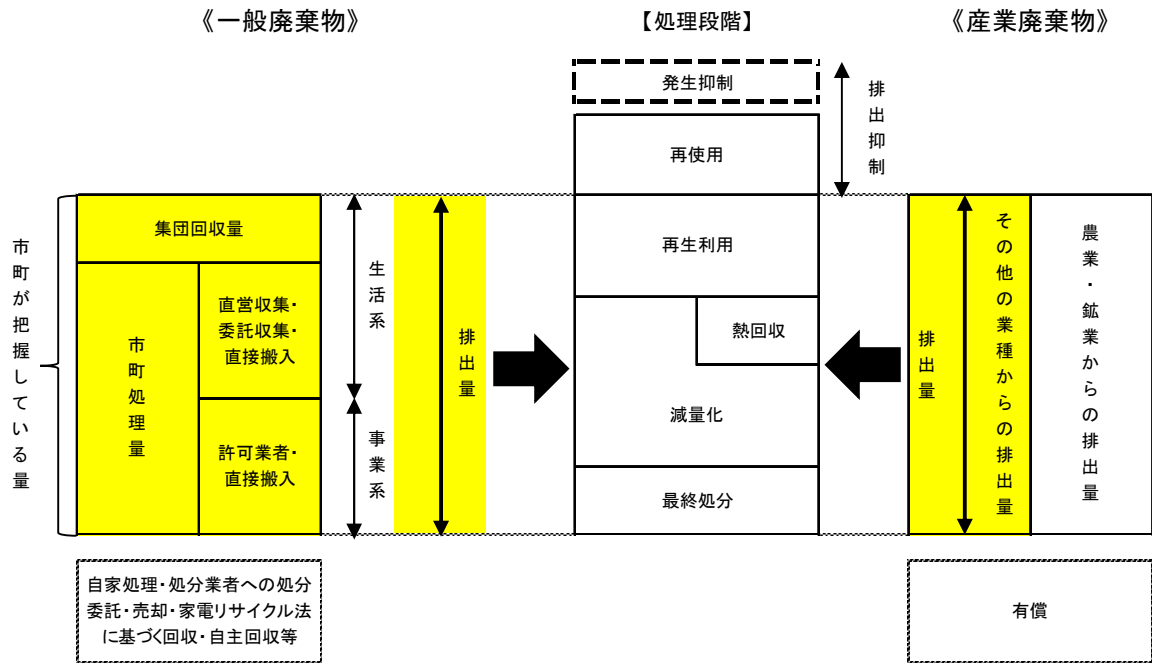 《一般廃棄物》
【処理段階】
《産業廃棄物》
発生抑制
排出抑制
再使用
市町が把握している量
集団回収量
市町処理量
直営収集・
委託収集・
直接搬入
許可業者・
直接搬入
生活系
事業系
排出量
再生利用
熱回収
減量化
最終処分
排出量
その他の業種からの排出量
農業・鉱業からの排出量
自家処理・処分業者への処分
委託・売却・家電リサイクル法
に基づく回収・自主回収等
有償